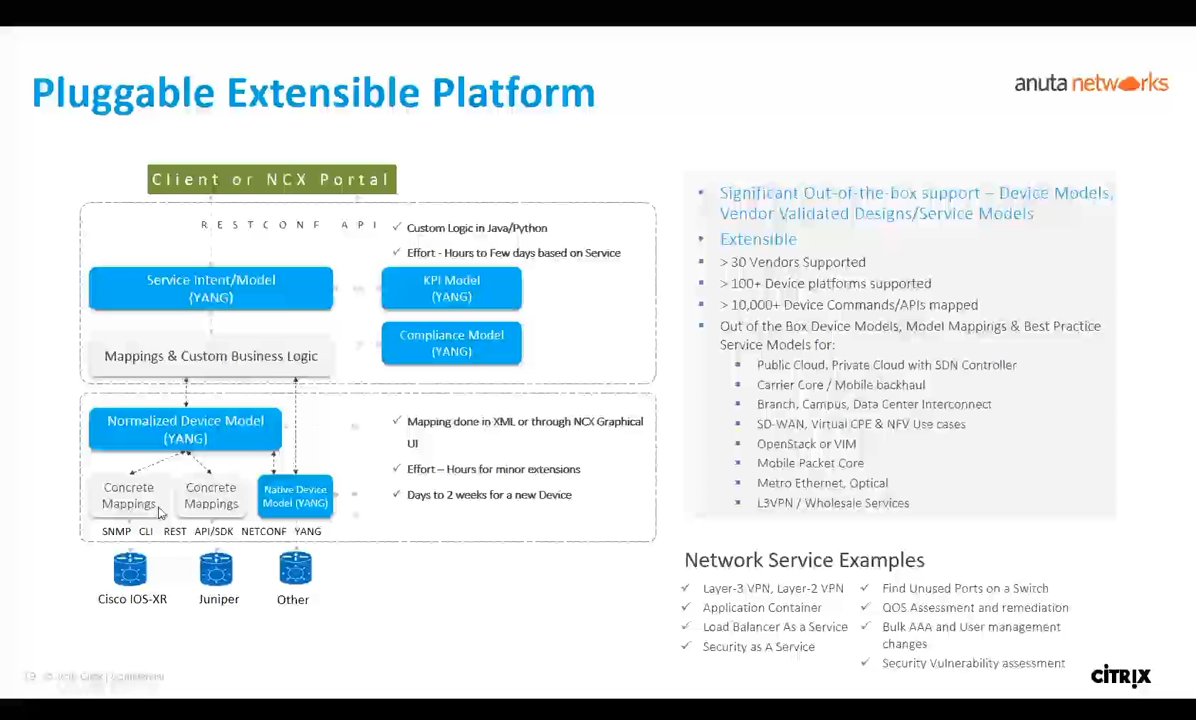 Pluggable Extensible Platform
anuta networks
Client or NCX Portal
RESTCONF API
Custom Logic in Java/Python
Effort - Hours to Few days based on Service
Service Intent/Model
(YANG)
KPI Model
(YANG)
Compliance Model
(YANG)
Mappings & Custom Business Logic
Normalized Device Model
(YANG)
Mapping done in XML or through NCX Graphical
UI
Effort – Hours for minor extensions
Days to 2 weeks for a new Device
Concrete
Mappings
Concrete
Mappings
Native Device
Model (YANG)
SNMP CLI REST API/SDK NETCONF YANG
Cisco IOS-XR
Juniper
Other
Significant Out-of-the-box support – Device Models,
Vendor Validated Designs/Service Models
Extensible
> 30 Vendors Supported
> 100+ Device platforms supported
> 10,000+ Device Commands/APIs mapped
Out of the Box Device Models, Model Mappings & Best Practice
Service Models for:
Public Cloud, Private Cloud with SDN Controller
Carrier Core / Mobile backhaul
Branch, Campus, Data Center Interconnect
SD-WAN, Virtual CPE & NFV Use cases
OpenStack or VIM
Mobile Packet Core
Metro Ethernet, Optical
L3VPN / Wholesale Services
Network Service Examples
Layer-3 VPN, Layer-2 VPN
Application Container
Load Balancer As a Service
Security as A Service
Find Unused Ports on a Switch
QOS Assessment and remediation
Bulk AAA and User management
changes
Security Vulnerability assessment
Citrix
CİTRIX